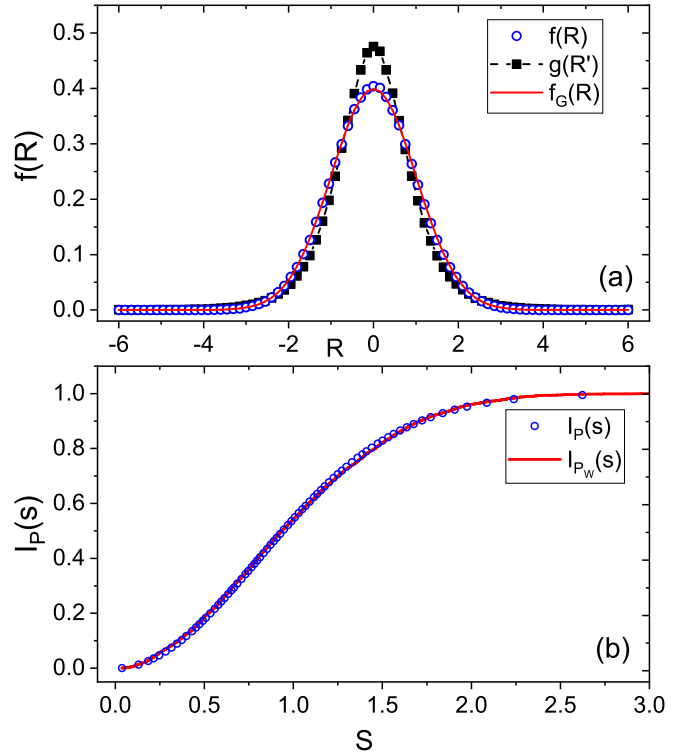 0.5
0.4
0.3
0.2
0.1
0.0
f(R)
f(R)
g(R')
f_G(R)
(a)
-6 -4 -2 0 2 4 6
R
1.0
0.8
0.6
0.4
0.2
0.0
I_P(s)
I_P(s)
I_{P_W}(s)
(b)
0.0 0.5 1.0 1.5 2.0 2.5 3.0
S